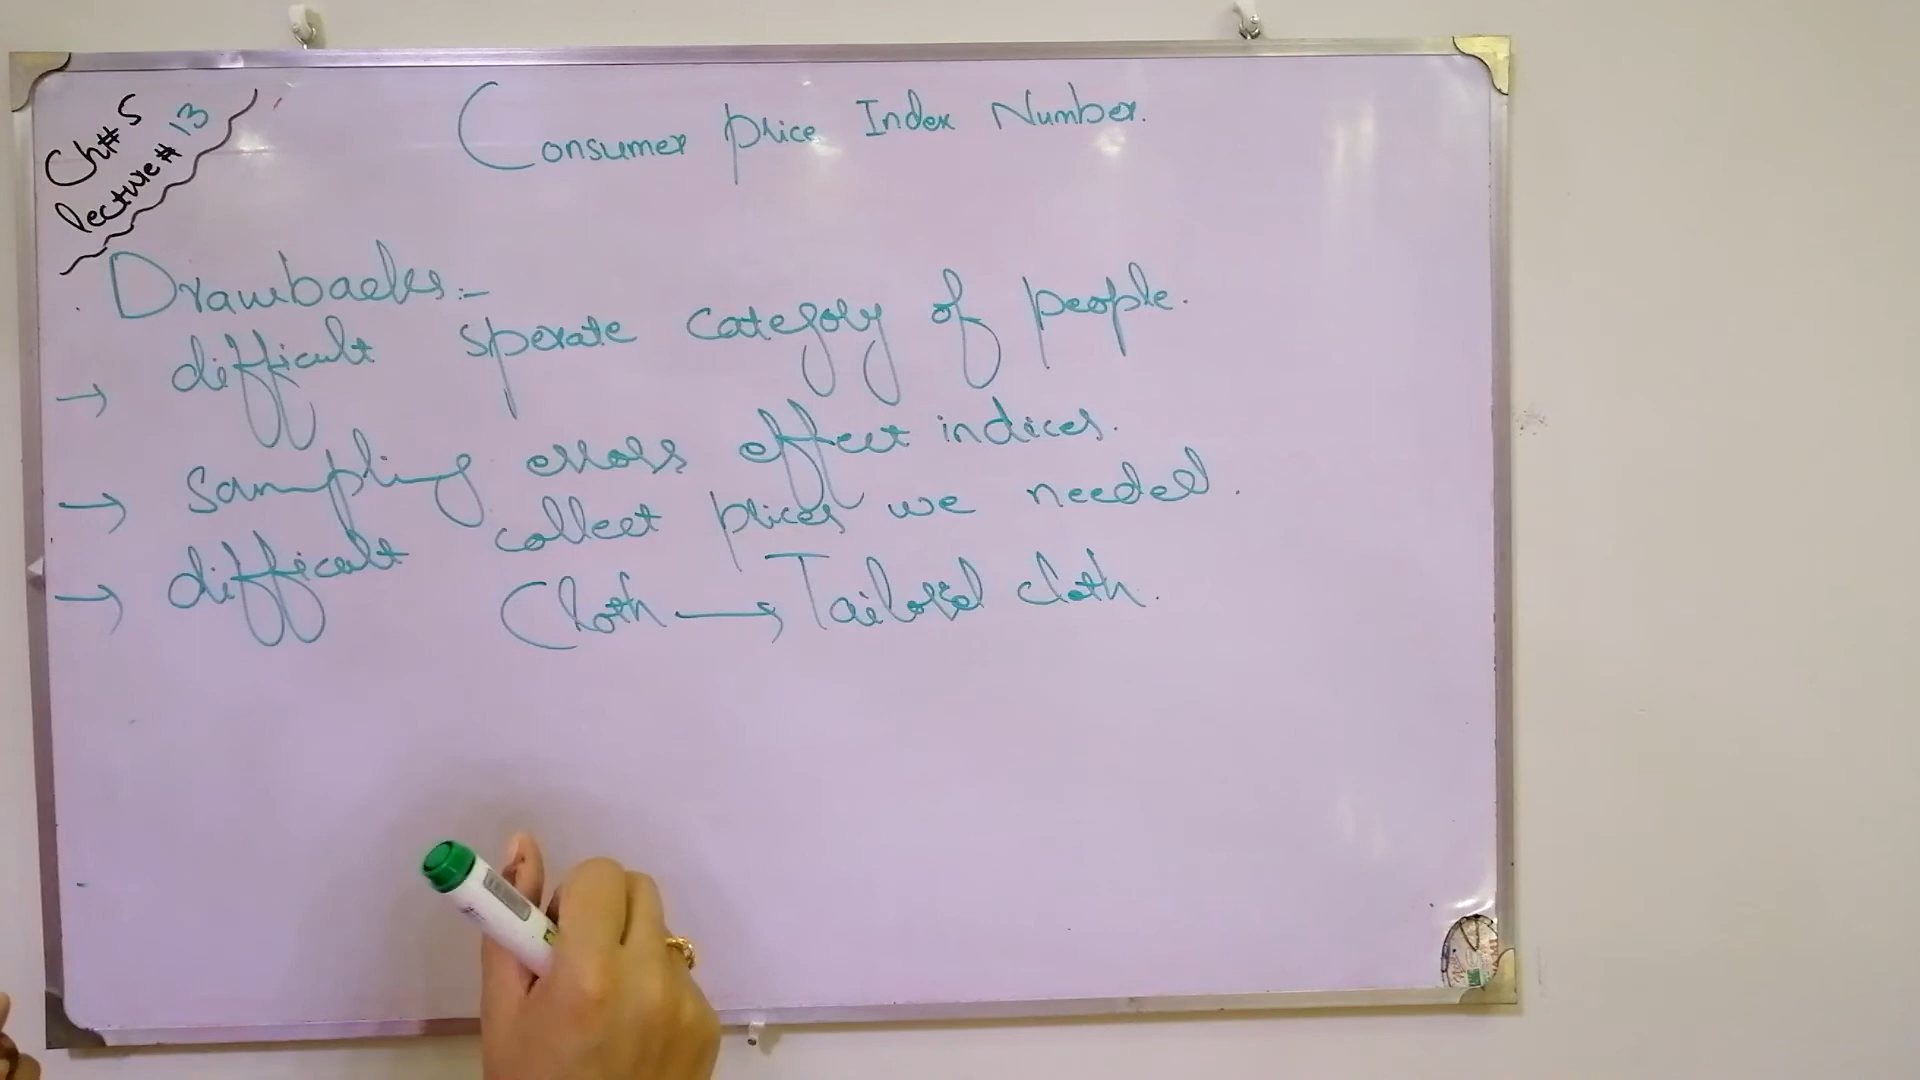 Ch# 5
lecture# 13
Consumer price Index Number.
Drawbacks:-
→ difficult sperate category of people.
→ sampling errors effect indices.
→ difficult collect prices we needed.
Cloth → Tailored cloth.